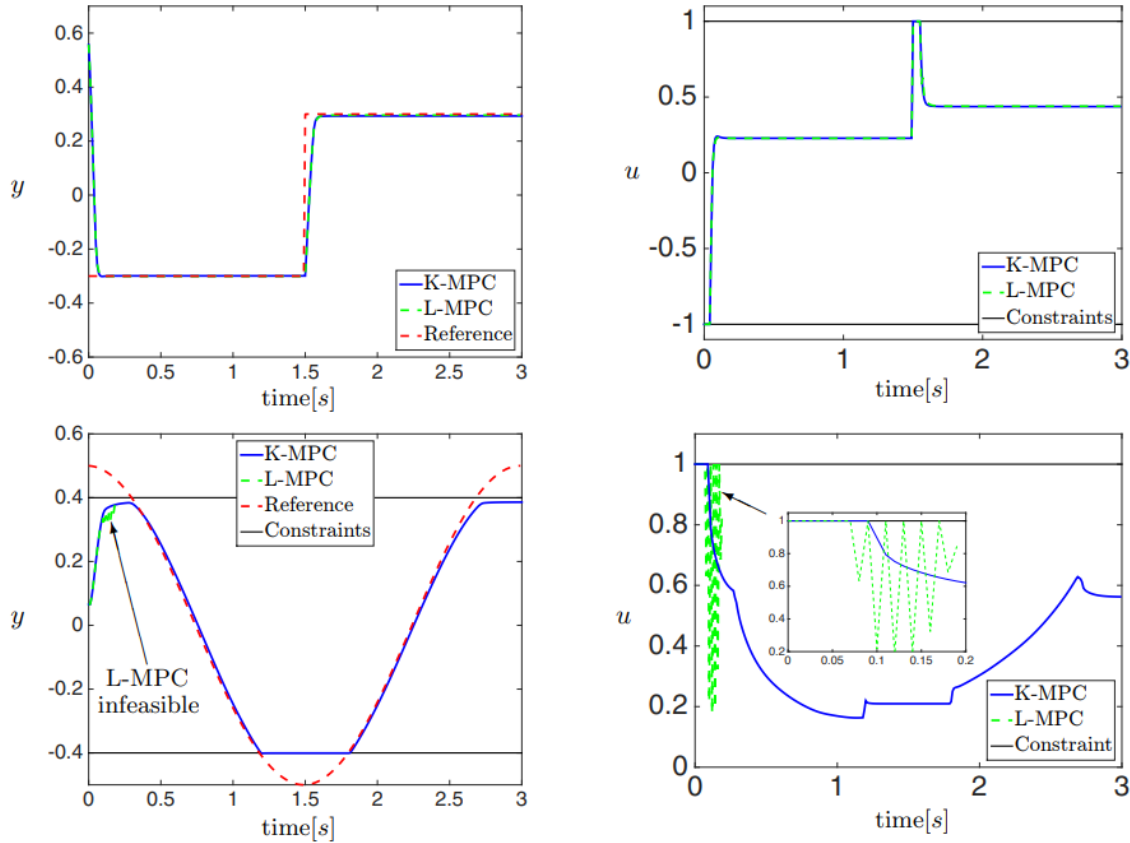 0.6
0.4
0.2
0
-0.2
-0.4
-0.6
y
0
0.5
1
1.5
2
2.5
3
time[s]
K-MPC
L-MPC
Reference
1
0.5
0
-0.5
-1
u
0
1
2
3
time[s]
K-MPC
L-MPC
Constraints
0.6
0.4
0.2
0
-0.2
-0.4
y
0
0.5
1
1.5
2
2.5
3
time[s]
K-MPC
L-MPC
Reference
Constraints
L-MPC
infeasible
1
0.8
0.6
0.4
0.2
0
u
0
1
2
3
time[s]
1
0.8
0.6
0.4
0.2
0
0.05
0.1
0.15
0.2
K-MPC
L-MPC
Constraint